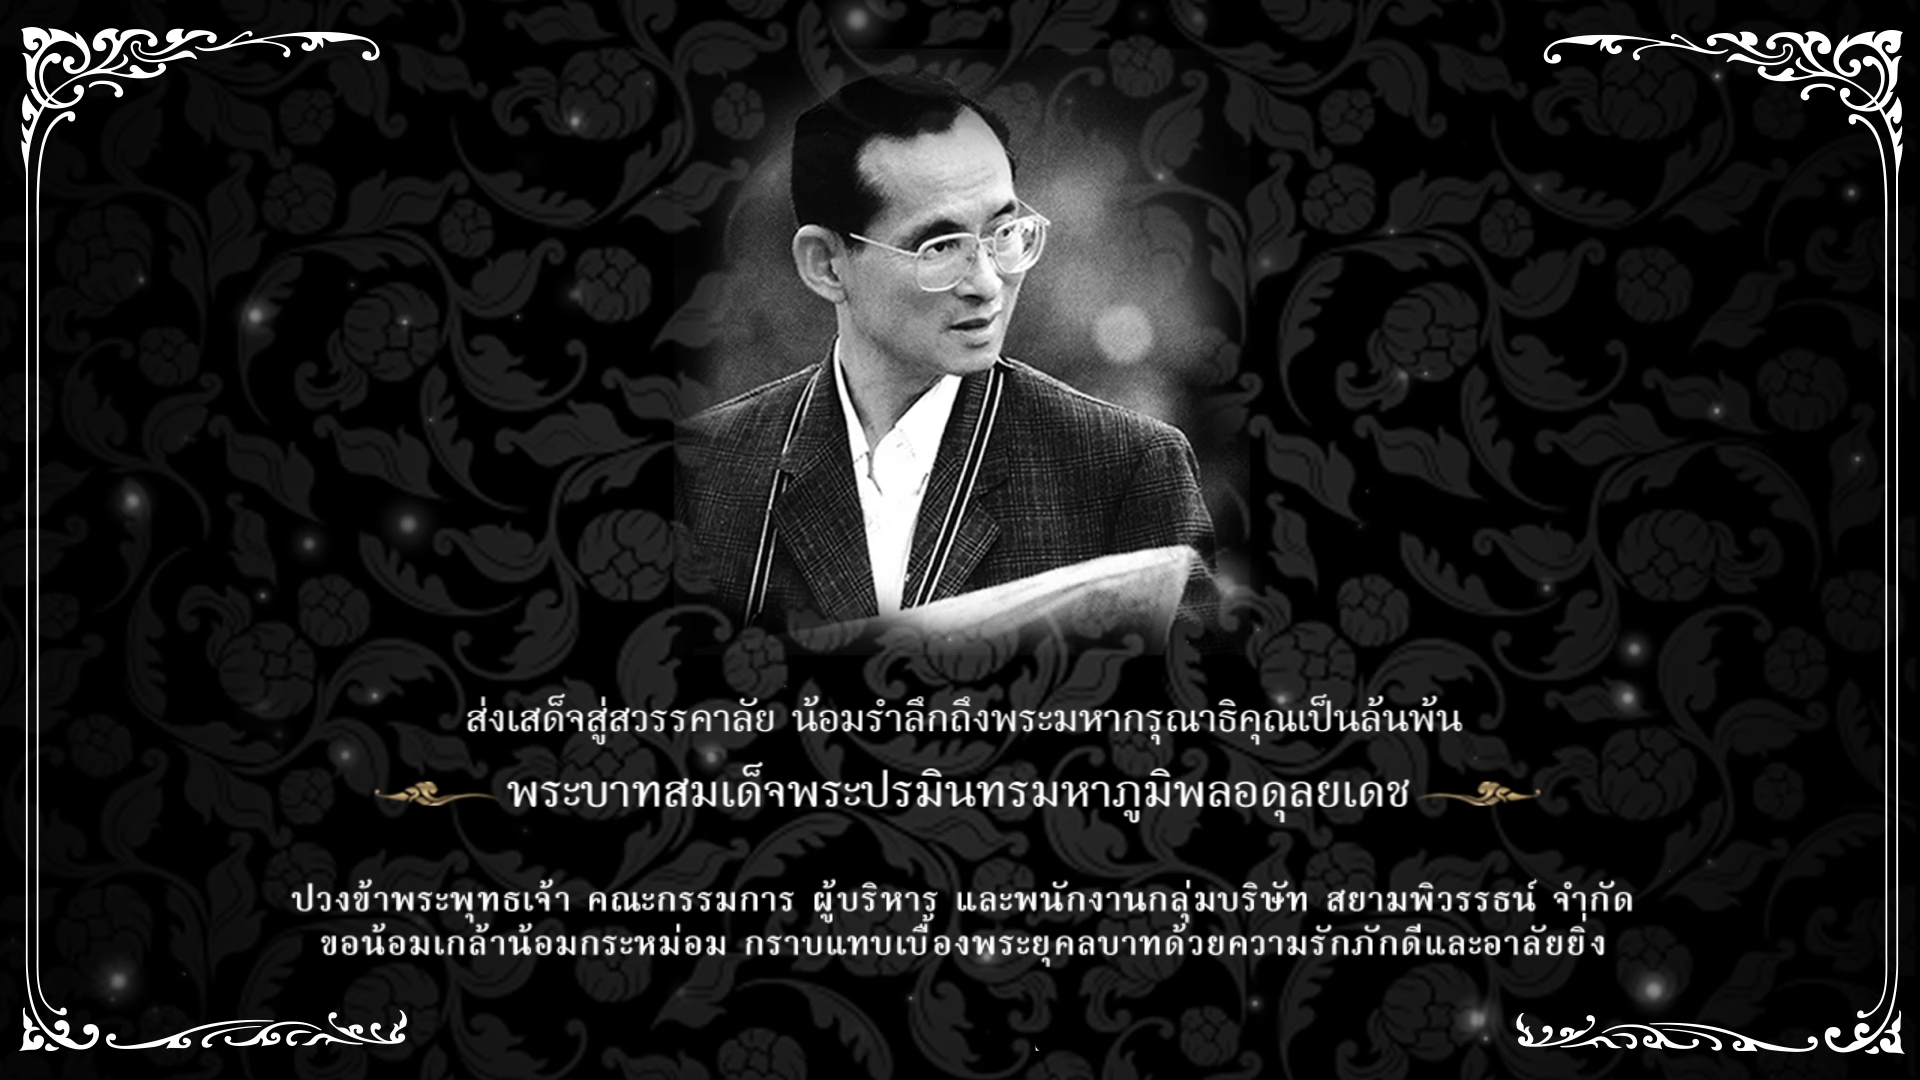 ส่งเสด็จสู่สวรรคาลัย น้อมรำลึกถึงพระมหากรุณาธิคุณเป็นล้นพ้น
พระบาทสมเด็จพระปรมินทรมหาภูมิพลอดุลยเดช
ปวงข้าพระพุทธเจ้า คณะกรรมการ ผู้บริหาร และพนักงานกลุ่มบริษัท สยามพิวรรธน์ จำกัด
ขอน้อมเกล้าน้อมกระหม่อม กราบแทบเบื้องพระยุคลบาทด้วยความรักภักดีและอาลัยยิ่ง